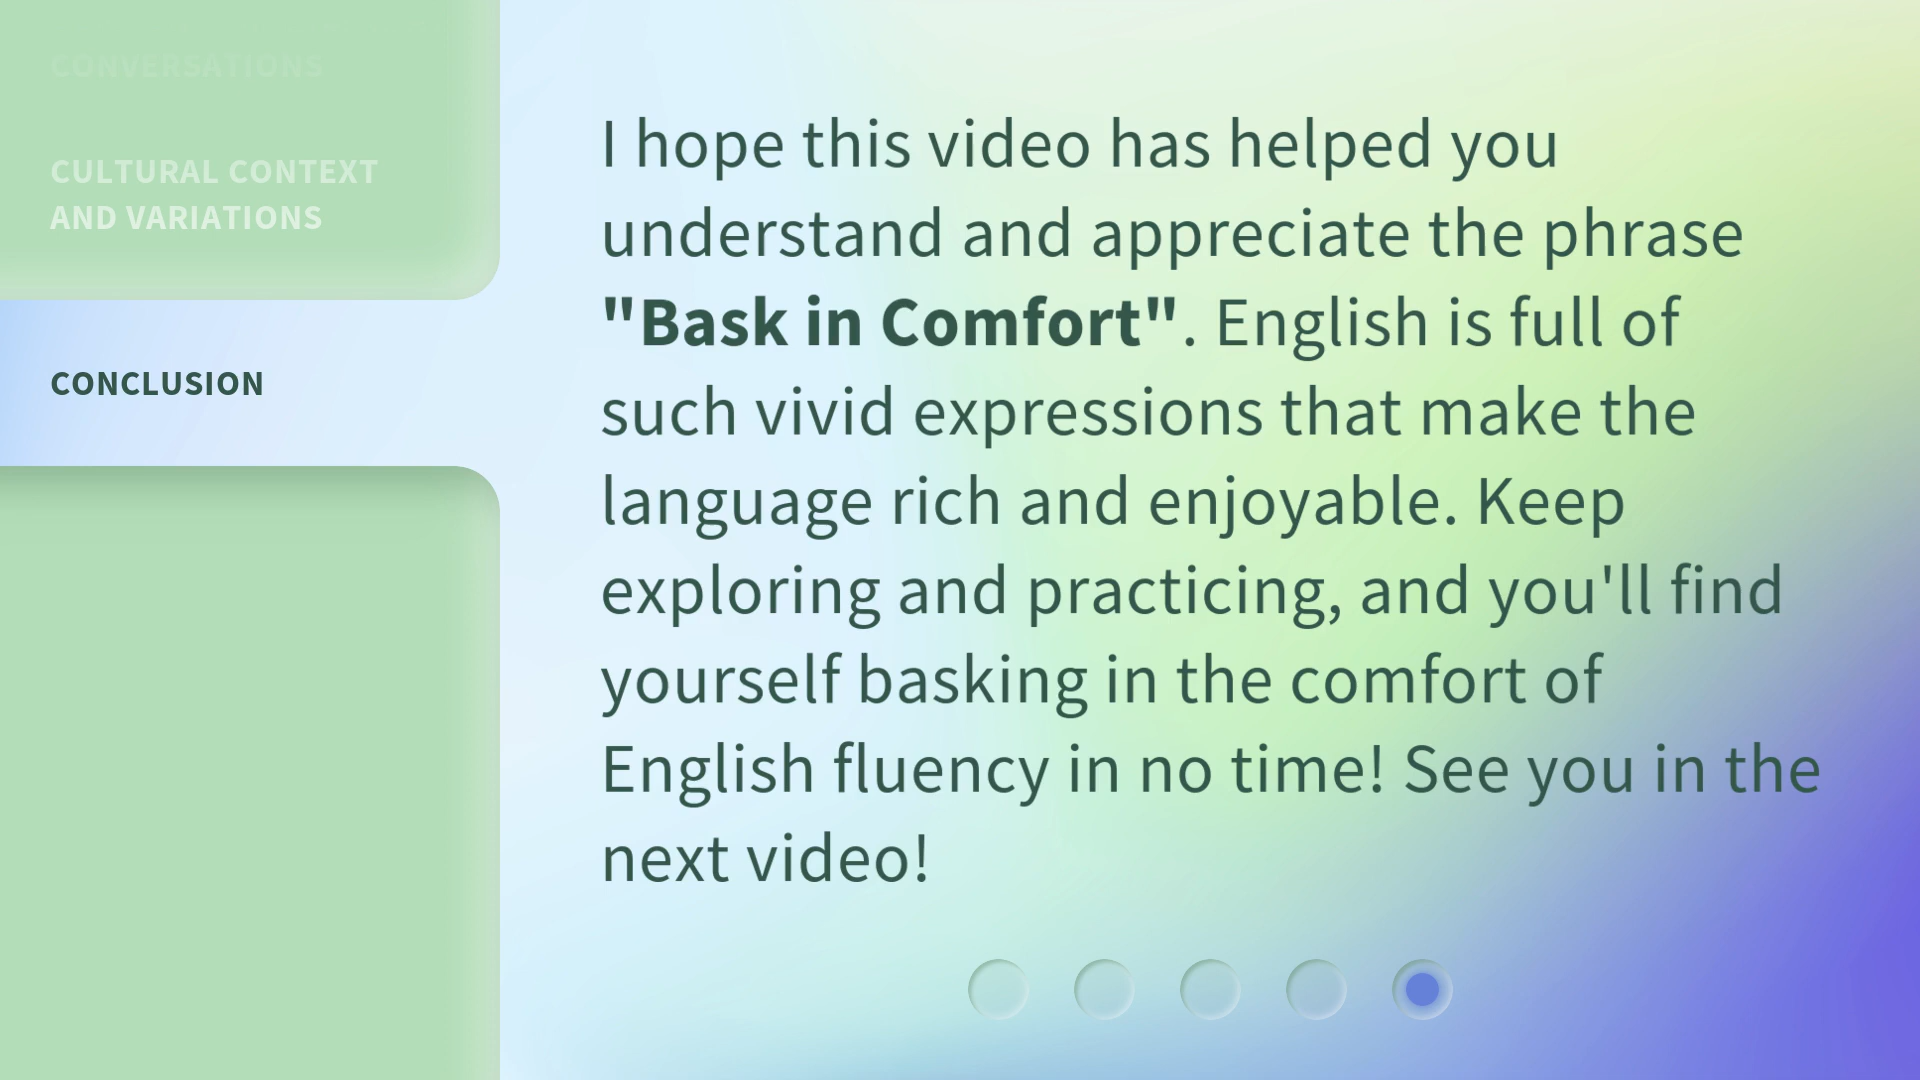 CONVERSATIONS
CULTURAL CONTEXT
AND VARIATIONS
CONCLUSION
I hope this video has helped you
understand and appreciate the phrase
"Bask in Comfort". English is full of
such vivid expressions that make the
language rich and enjoyable. Keep
exploring and practicing, and you'll find
yourself basking in the comfort of
English fluency in no time! See you in the
next video!